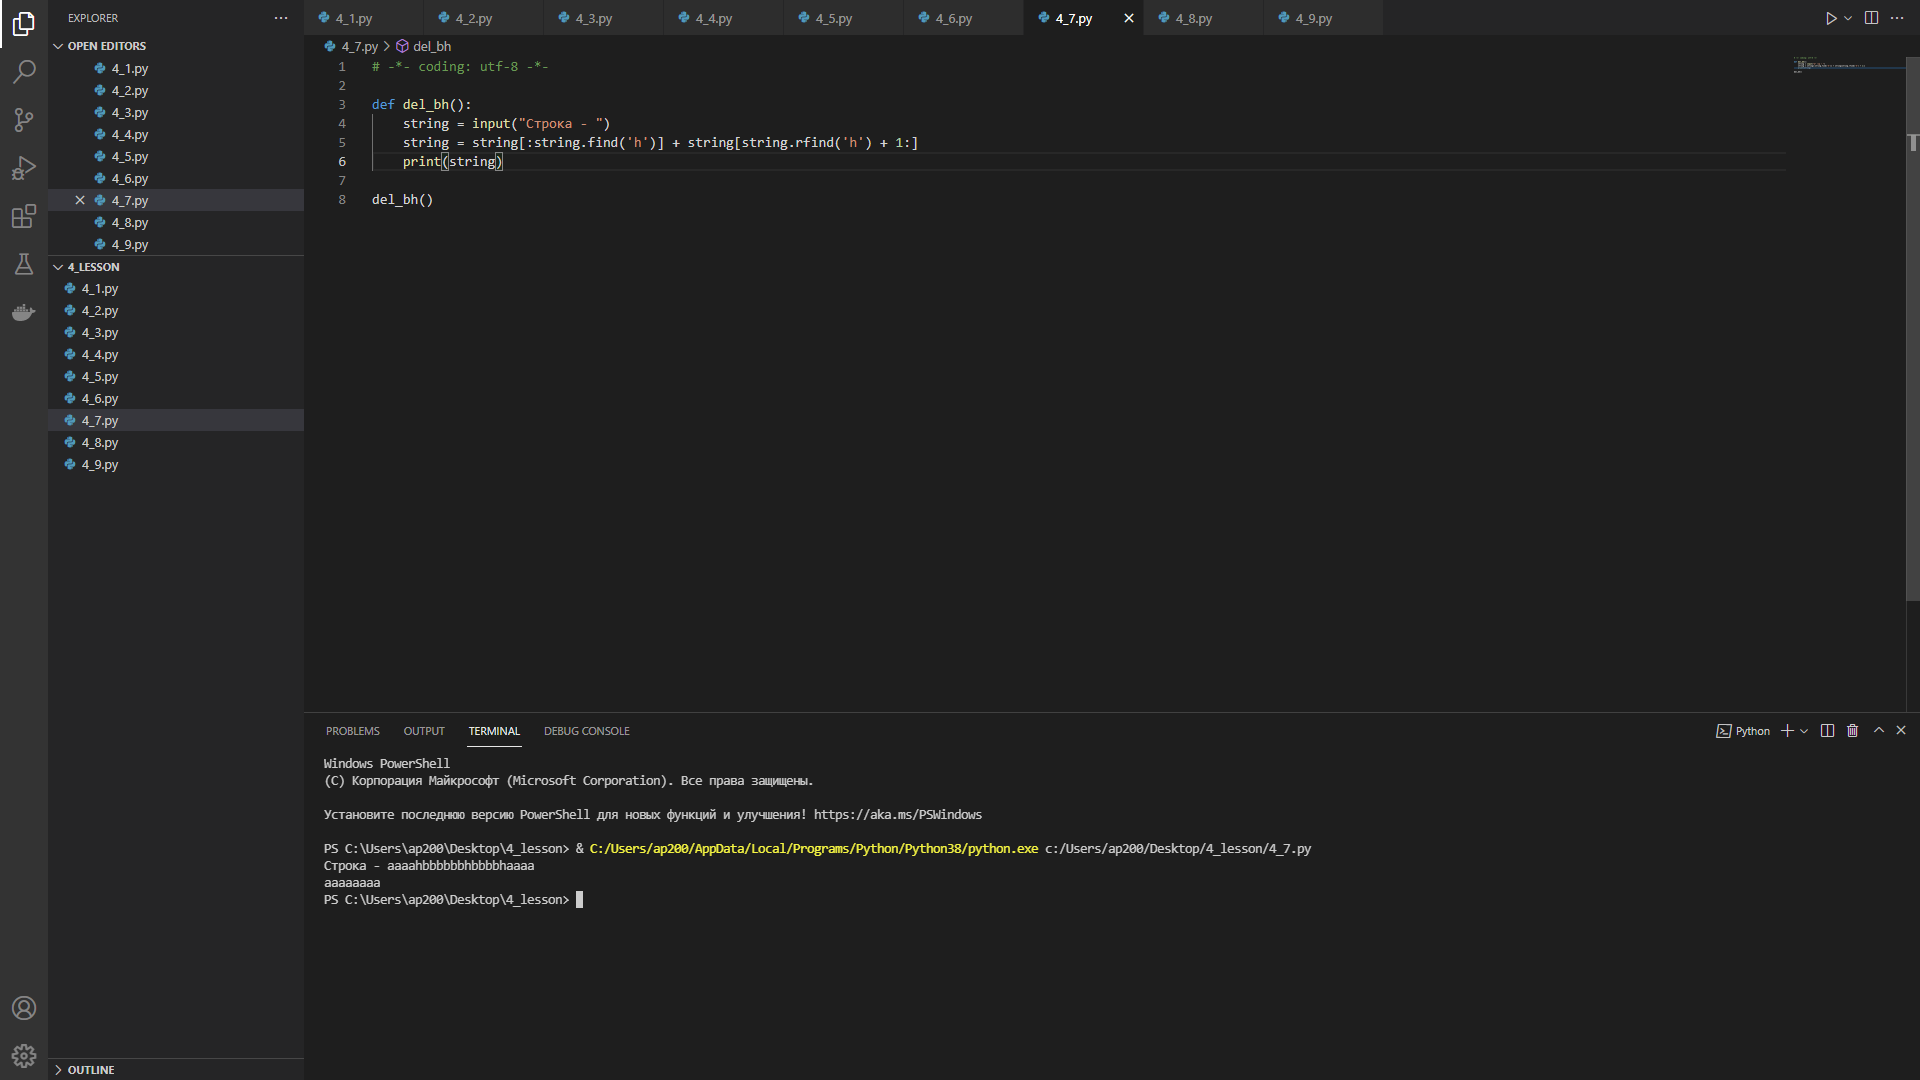 EXPLORER
OPEN EDITORS
4_1.py
4_2.py
4_3.py
4_4.py
4_5.py
4_6.py
4_7.py
4_8.py
4_9.py
4_LESSON
4_1.py
4_2.py
4_3.py
4_4.py
4_5.py
4_6.py
4_7.py
4_8.py
4_9.py
OUTLINE
4_1.py 4_2.py 4_3.py 4_4.py 4_5.py 4_6.py 4_7.py 4_8.py 4_9.py
4_7.py > del_bh
1 # -*- coding: utf-8 -*-
2
3 def del_bh():
4     string = input("Строка - ")
5     string = string[:string.find('h')] + string[string.rfind('h') + 1:]
6     print(string)
7
8 del_bh()
PROBLEMS OUTPUT TERMINAL DEBUG CONSOLE
Python
Windows PowerShell
(C) Корпорация Майкрософт (Microsoft Corporation). Все права защищены.
Установите последнюю версию PowerShell для новых функций и улучшения! https://aka.ms/PSWindows
PS C:\Users\ap200\Desktop\4_lesson> & C:/Users/ap200/AppData/Local/Programs/Python/Python38/python.exe c:/Users/ap200/Desktop/4_lesson/4_7.py
Строка - aaaahbbbbbbhbbbbhaaaa
aaaaaaaa
PS C:\Users\ap200\Desktop\4_lesson>